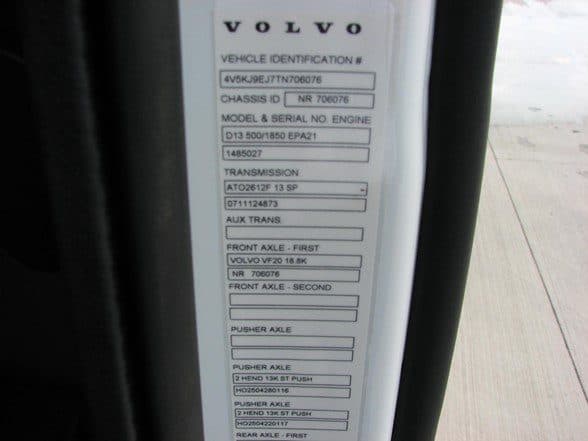 VOLVO
VEHICLE IDENTIFICATION #
4V5KJ9EJ7TN706076
CHASSIS ID NR 706076
MODEL & SERIAL NO. ENGINE
D13 500/1850 EPA21
1485027
TRANSMISSION
ATO2612F 13 SP -
0711124873
AUX TRANS.
FRONT AXLE - FIRST
VOLVO VF20 18.8K
NR 706076
FRONT AXLE - SECOND
PUSHER AXLE
PUSHER AXLE
2 HEND 13K ST PUSH
HO2504280116
PUSHER AXLE
2 HEND 13K ST PUSH
HO2504220117
REAR AXLE - FIRST